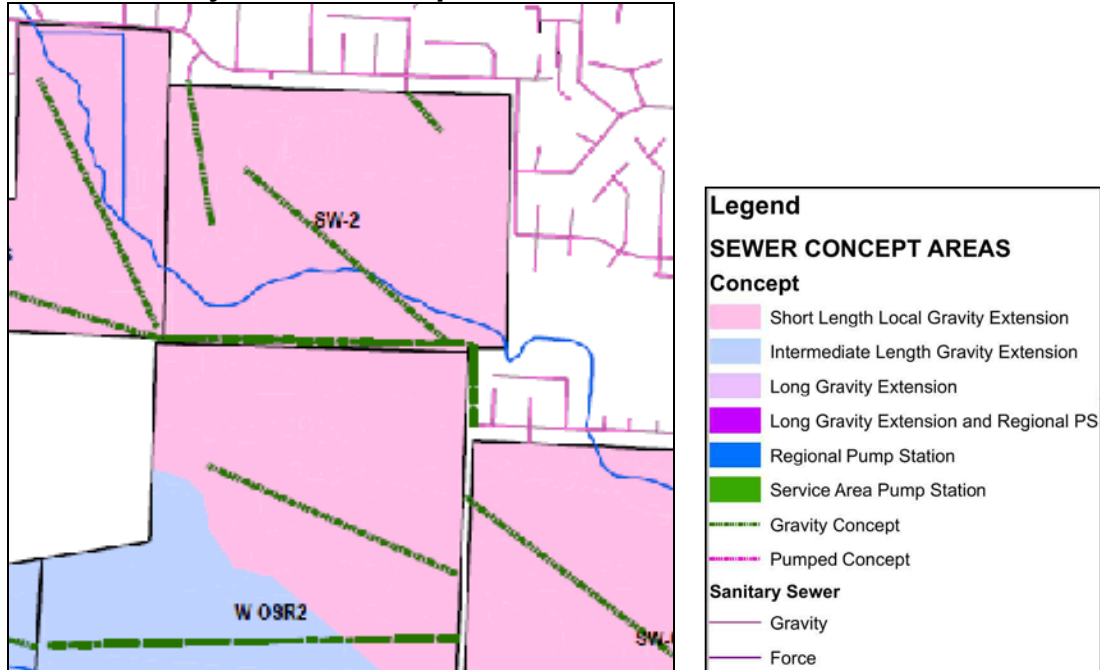 SW-2
W O9R2
Legend
SEWER CONCEPT AREAS
Concept
Short Length Local Gravity Extension
Intermediate Length Gravity Extension
Long Gravity Extension
Long Gravity Extension and Regional PS
Regional Pump Station
Service Area Pump Station
Gravity Concept
Pumped Concept
Sanitary Sewer
Gravity
Force